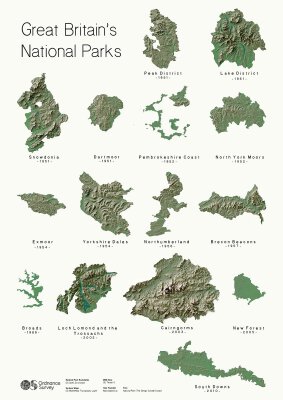 Great Britain's
National Parks
Peak District
-1951-
Lake District
-1951-
Snowdonia
-1951-
Dartmoor
-1951-
Pembrokeshire Coast
-1952-
North York Moors
-1952-
Exmoor
-1954-
Yorkshire Dales
-1954-
Northumberland
-1956-
Brecon Beacons
-1957-
Broads
-1989-
Loch Lomond and the
Trossachs
-2002-
Cairngorms
-2003-
New Forest
-2005-
South Downs
-2010-
Ordnance
Survey